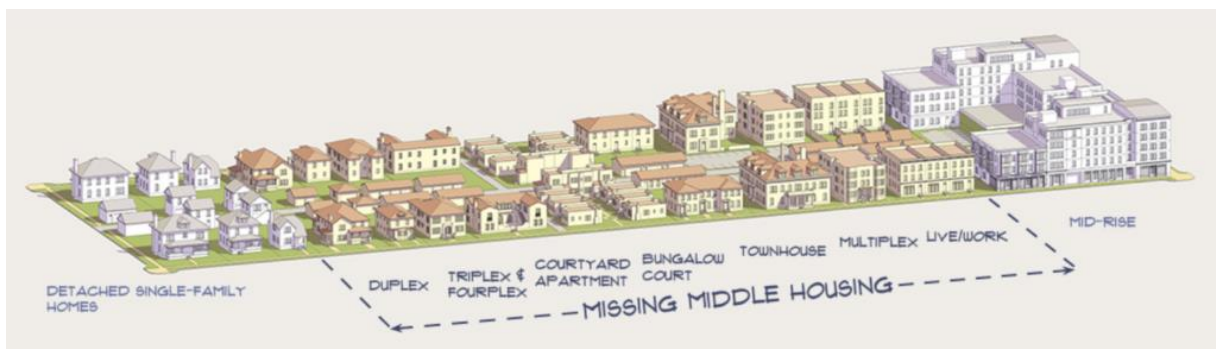 DETACHED SINGLE-FAMILY
HOMES
DUPLEX
TRIPLEX &
FOURPLEX
COURTYARD
APARTMENT
BUNGALOW
COURT
TOWNHOUSE
MULTIPLEX
LIVE/WORK
MID-RISE
MISSING MIDDLE HOUSING